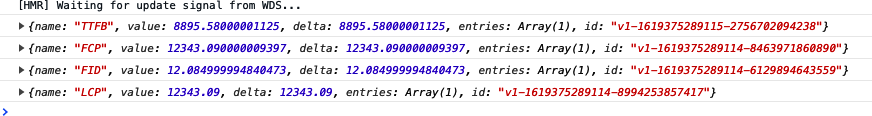 [HMR] Waiting for update signal from WDS...
{name: "TTFB", value: 8895.58000001125, delta: 8895.58000001125, entries: Array(1), id: "v1-1619375289115-2756702094238"}
{name: "FCP", value: 12343.090000009397, delta: 12343.090000009397, entries: Array(1), id: "v1-1619375289114-8463971860890"}
{name: "FID", value: 12.084999994840473, delta: 12.084999994840473, entries: Array(1), id: "v1-1619375289114-6129894643559"}
{name: "LCP", value: 12343.09, delta: 12343.09, entries: Array(1), id: "v1-1619375289114-8994253857417"}